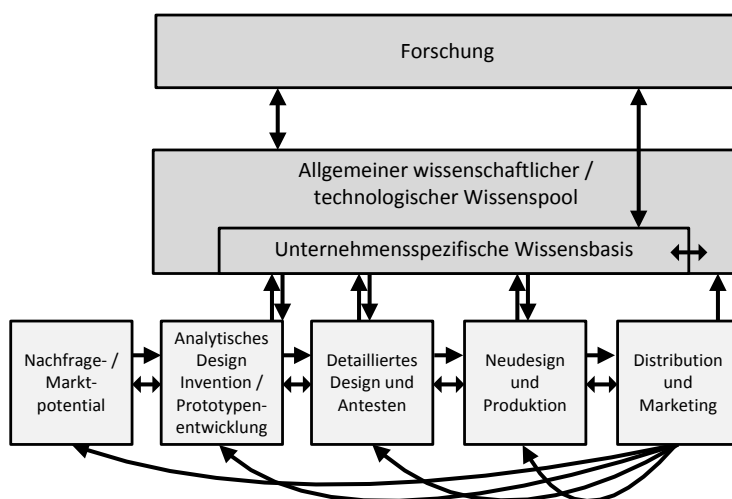 Forschung
Allgemeiner wissenschaftlicher /
technologischer Wissenspool
Unternehmensspezifische Wissensbasis
Nachfrage- /
Markt-
potential
Analytisches
Design
Invention /
Prototypen-
entwicklung
Detailliertes
Design und
Antesten
Neudesign
und
Produktion
Distribution
und
Marketing